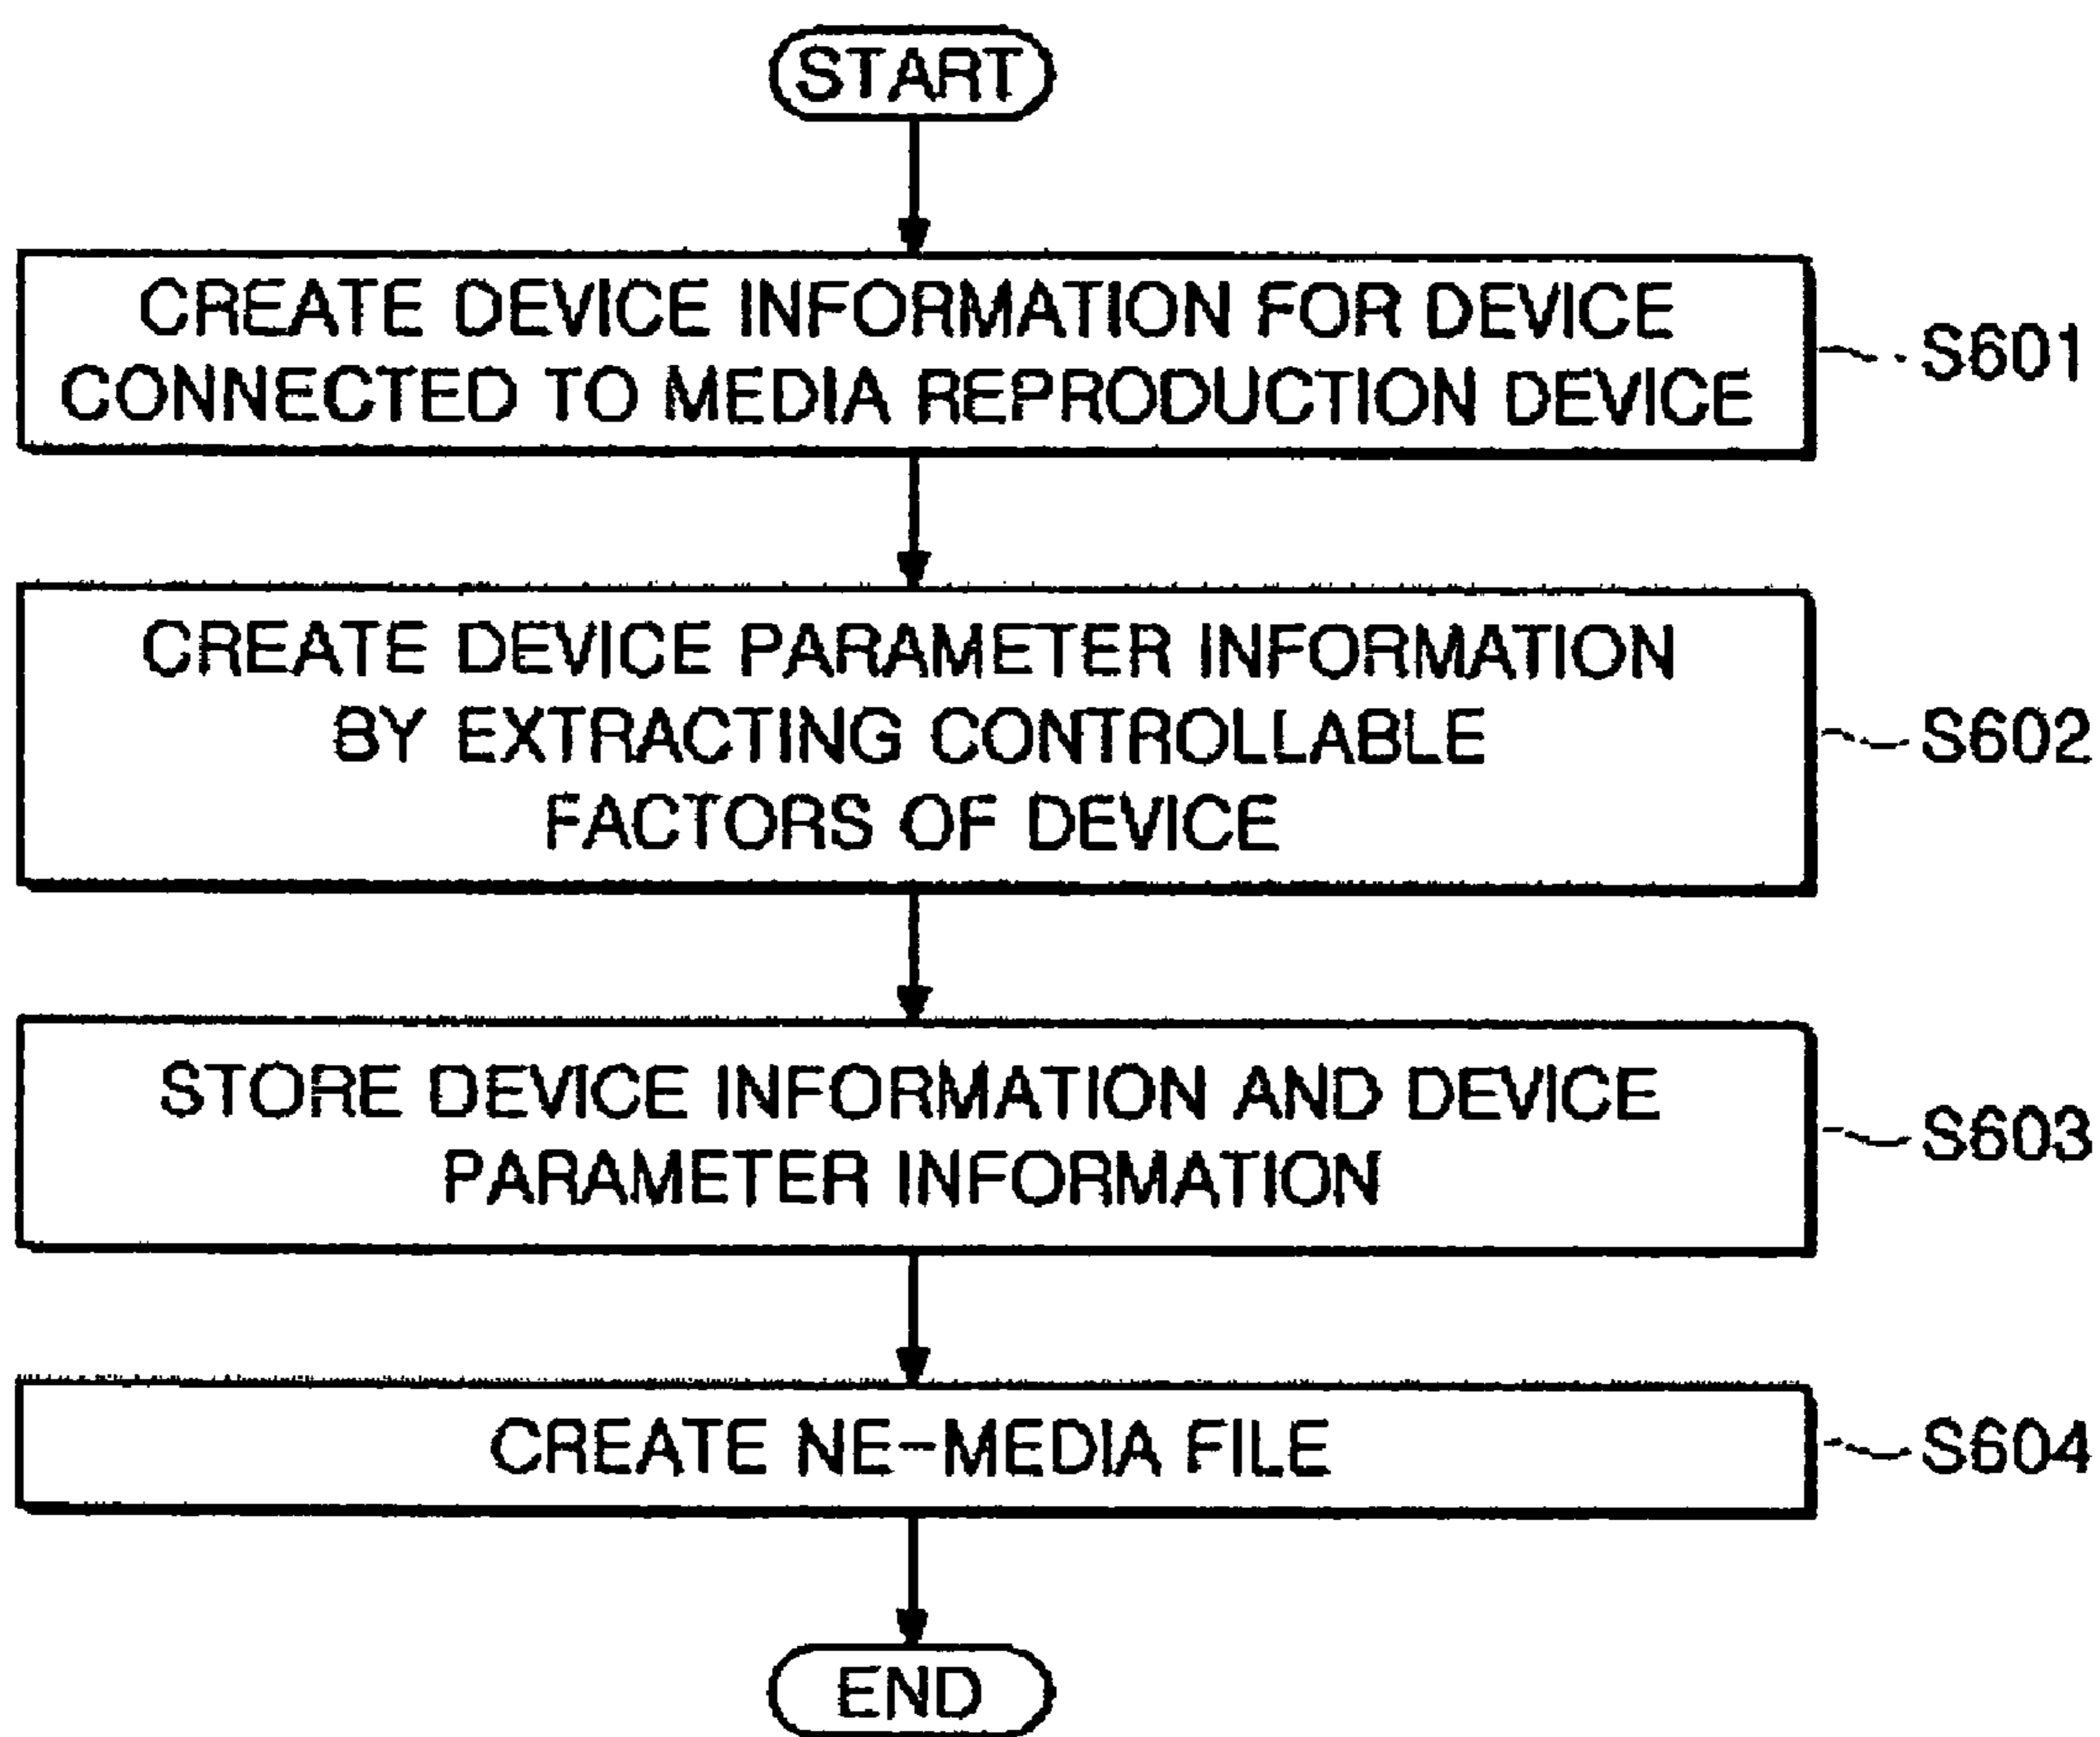 START
CREATE DEVICE INFORMATION FOR DEVICE
CONNECTED TO MEDIA REPRODUCTION DEVICE
S601
CREATE DEVICE PARAMETER INFORMATION
BY EXTRACTING CONTROLLABLE
FACTORS OF DEVICE
S602
STORE DEVICE INFORMATION AND DEVICE
PARAMETER INFORMATION
S603
CREATE NE-MEDIA FILE
S604
END